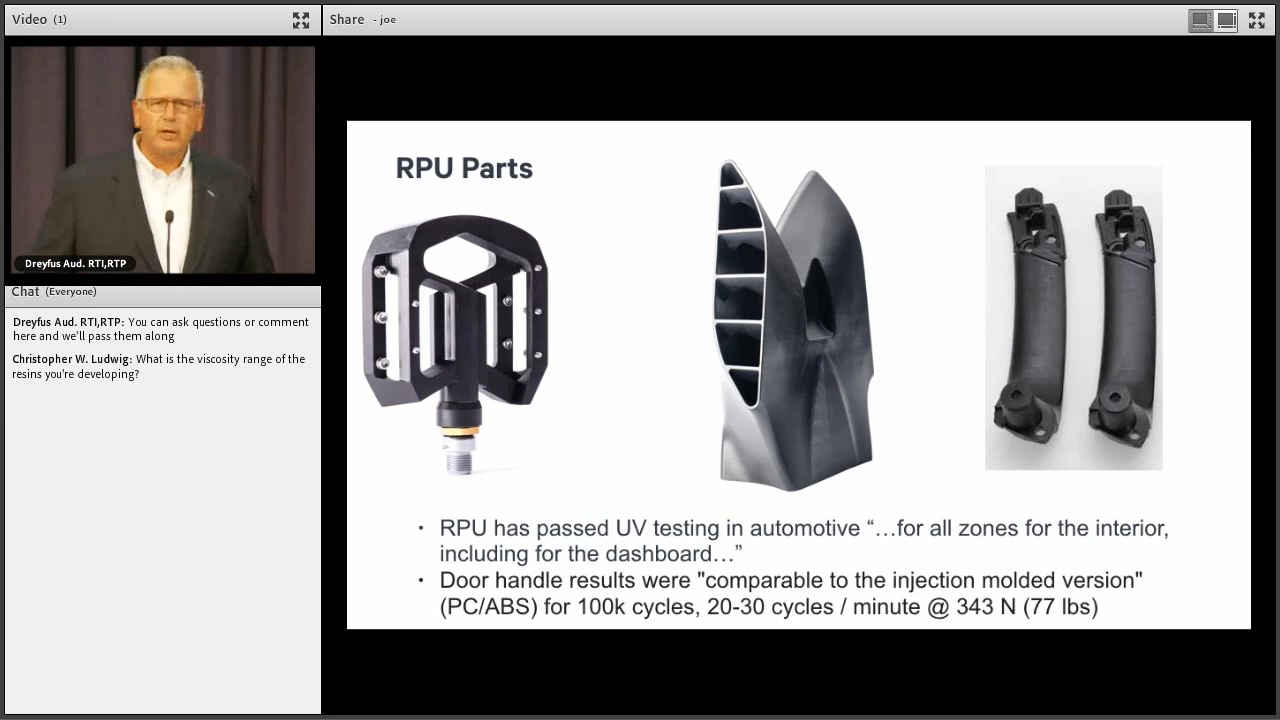 Video (1)
Share - joe
Dreyfus Aud. RTI,RTP
Chat (Everyone)
Dreyfus Aud. RTI,RTP: You can ask questions or comment
here and we'll pass them along
Christopher W. Ludwig: What is the viscosity range of the
resins you're developing?
RPU Parts
• RPU has passed UV testing in automotive “…for all zones for the interior,
including for the dashboard…”
• Door handle results were "comparable to the injection molded version"
(PC/ABS) for 100k cycles, 20-30 cycles / minute @ 343 N (77 lbs)